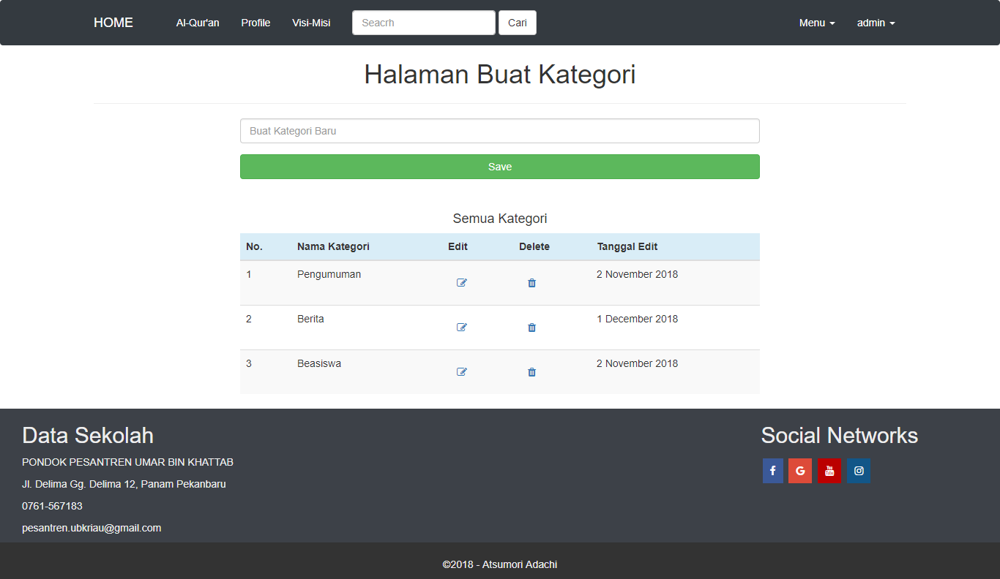 HOME Al-Qur'an Profile Visi-Misi Seacrh Cari Menu admin
Halaman Buat Kategori
Buat Kategori Baru
Save
Semua Kategori
No. Nama Kategori Edit Delete Tanggal Edit
1 Pengumuman 2 November 2018
2 Berita 1 December 2018
3 Beasiswa 2 November 2018
Data Sekolah
PONDOK PESANTREN UMAR BIN KHATTAB
Jl. Delima Gg. Delima 12, Panam Pekanbaru
0761-567183
pesantren.ubkriau@gmail.com
Social Networks
f G You Tube
©2018 - Atsumori Adachi